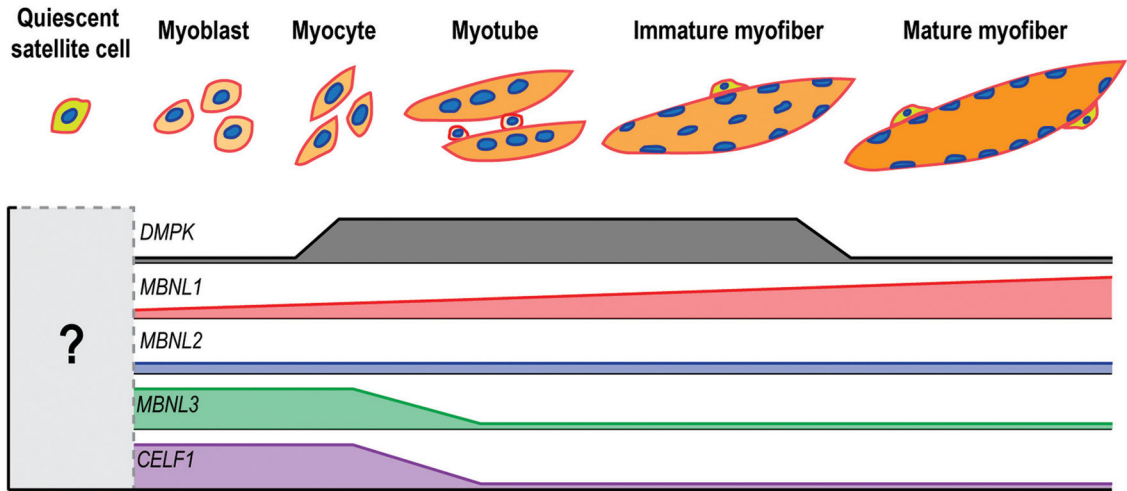 Quiescent
satellite cell
Myoblast
Myocyte
Myotube
Immature myofiber
Mature myofiber
?
DMPK
MBNL1
MBNL2
MBNL3
CELF1